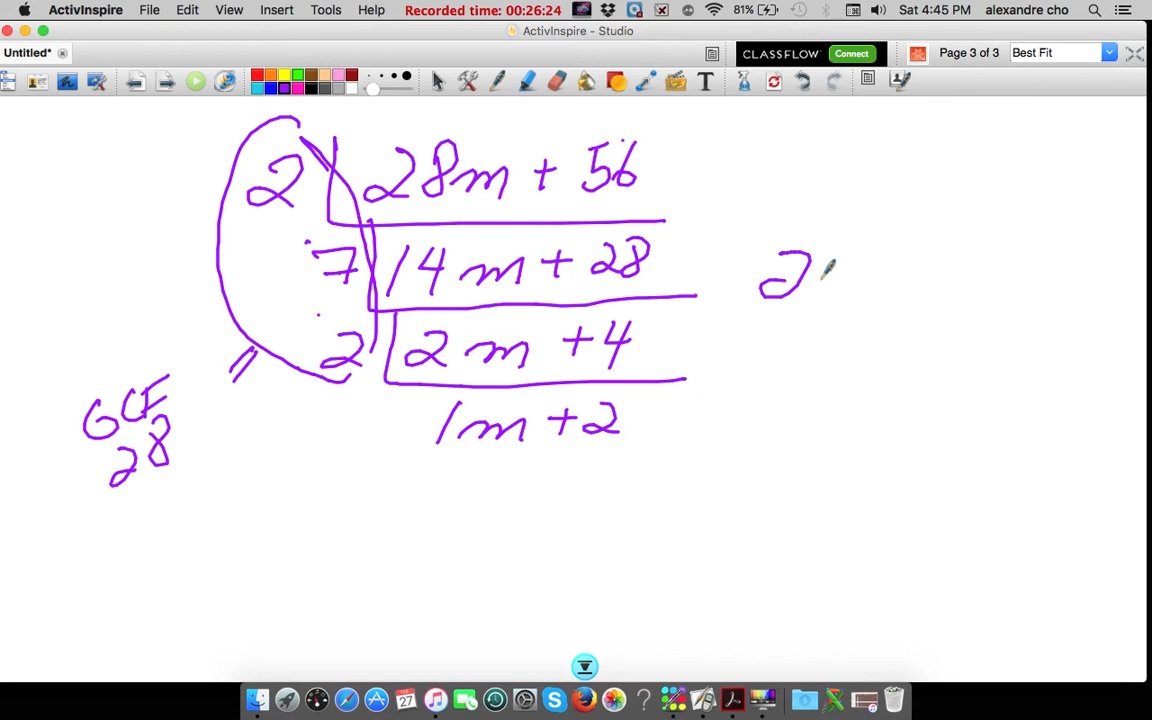 ActivInspire File Edit View Insert Tools Help Recorded time: 00:26:24 81% Sat 4:45 PM alexandre cho
ActivInspire - Studio
Untitled* CLASSFLOW Connect Page 3 of 3 Best Fit
2 28m + 56
7 14m + 28
2 2m + 4
1m + 2
2
GCF
28
27